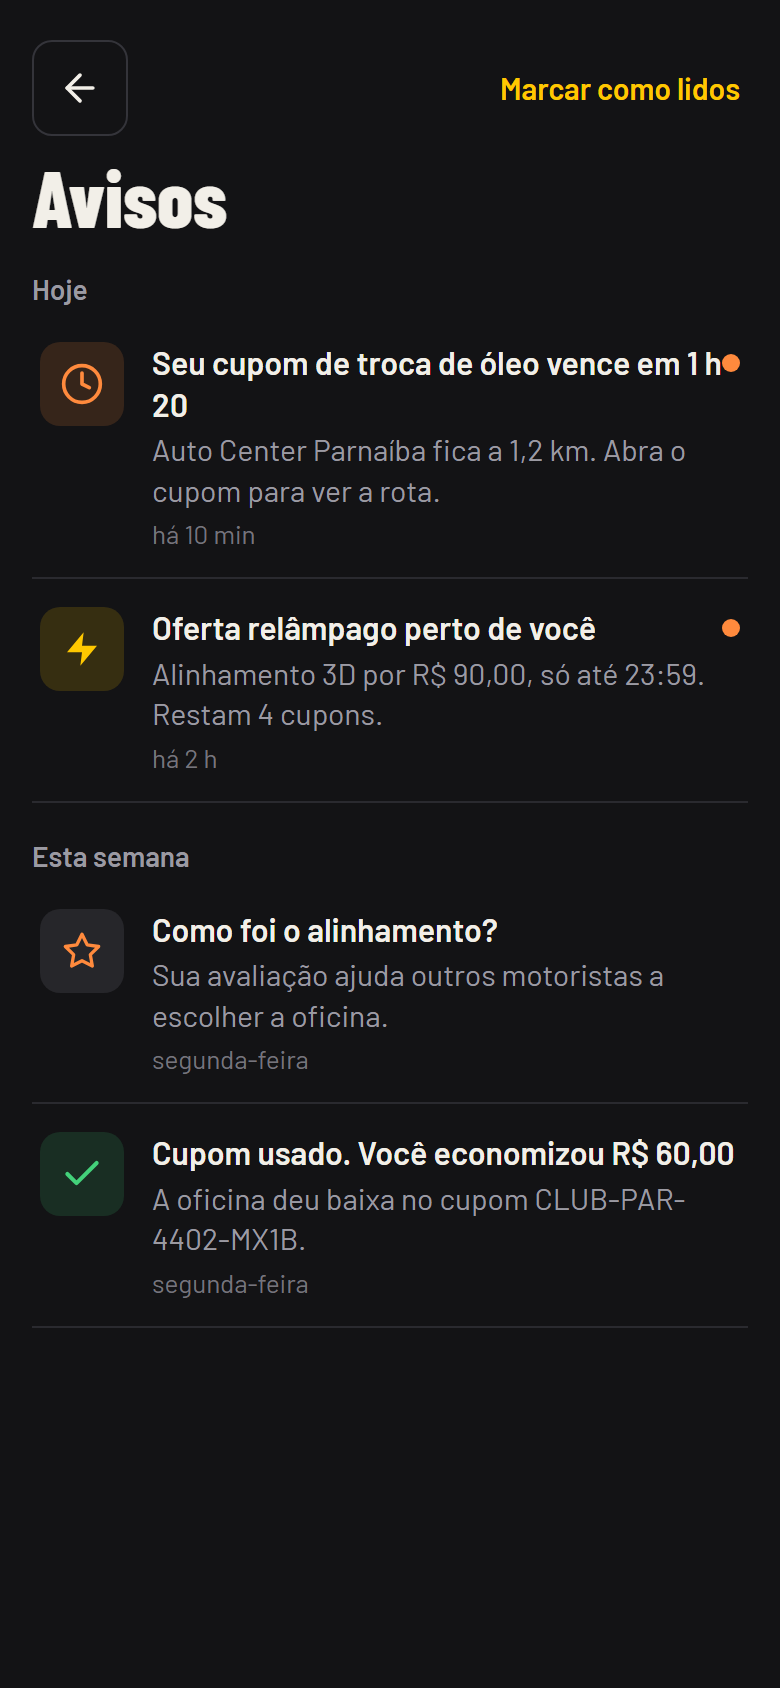 Marcar como lidos
Avisos
Hoje
Seu cupom de troca de óleo vence em 1 h
20
Auto Center Parnaíba fica a 1,2 km. Abra o
cupom para ver a rota.
há 10 min
Oferta relâmpago perto de você
Alinhamento 3D por R$ 90,00, só até 23:59.
Restam 4 cupons.
há 2 h
Esta semana
Como foi o alinhamento?
Sua avaliação ajuda outros motoristas a
escolher a oficina.
segunda-feira
Cupom usado. Você economizou R$ 60,00
A oficina deu baixa no cupom CLUB-PAR-
4402-MX1B.
segunda-feira